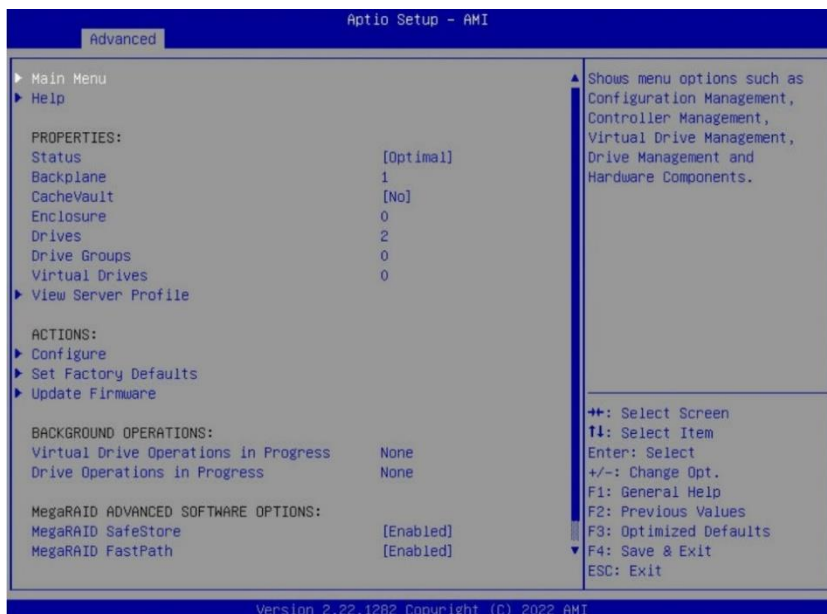 Aptio Setup – AMI
Advanced
Main Menu
Help
PROPERTIES:
Status [Optimal]
Backplane 1
CacheVault [No]
Enclosure 0
Drives 2
Drive Groups 0
Virtual Drives 0
View Server Profile
ACTIONS:
Configure
Set Factory Defaults
Update Firmware
BACKGROUND OPERATIONS:
Virtual Drive Operations in Progress None
Drive Operations in Progress None
MegaRAID ADVANCED SOFTWARE OPTIONS:
MegaRAID SafeStore [Enabled]
MegaRAID FastPath [Enabled]
Shows menu options such as
Configuration Management,
Controller Management,
Virtual Drive Management,
Drive Management and
Hardware Components.
→←: Select Screen
↑↓: Select Item
Enter: Select
+/-: Change Opt.
F1: General Help
F2: Previous Values
F3: Optimized Defaults
F4: Save & Exit
ESC: Exit
Version 2.22.1282 Copyright (C) 2022 AMI